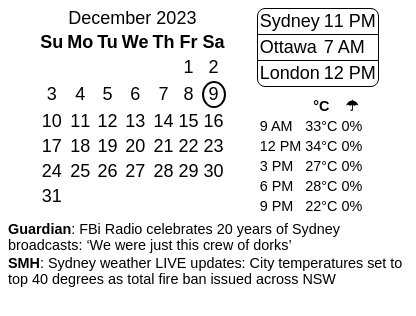 December 2023
Su Mo Tu We Th Fr Sa
1 2
3 4 5 6 7 8 9
10 11 12 13 14 15 16
17 18 19 20 21 22 23
24 25 26 27 28 29 30
31
Sydney 11 PM
Ottawa 7 AM
London 12 PM
°C ☂
9 AM 33°C 0%
12 PM 34°C 0%
3 PM 27°C 0%
6 PM 28°C 0%
9 PM 22°C 0%
Guardian: FBi Radio celebrates 20 years of Sydney
broadcasts: ‘We were just this crew of dorks’
SMH: Sydney weather LIVE updates: City temperatures set to
top 40 degrees as total fire ban issued across NSW